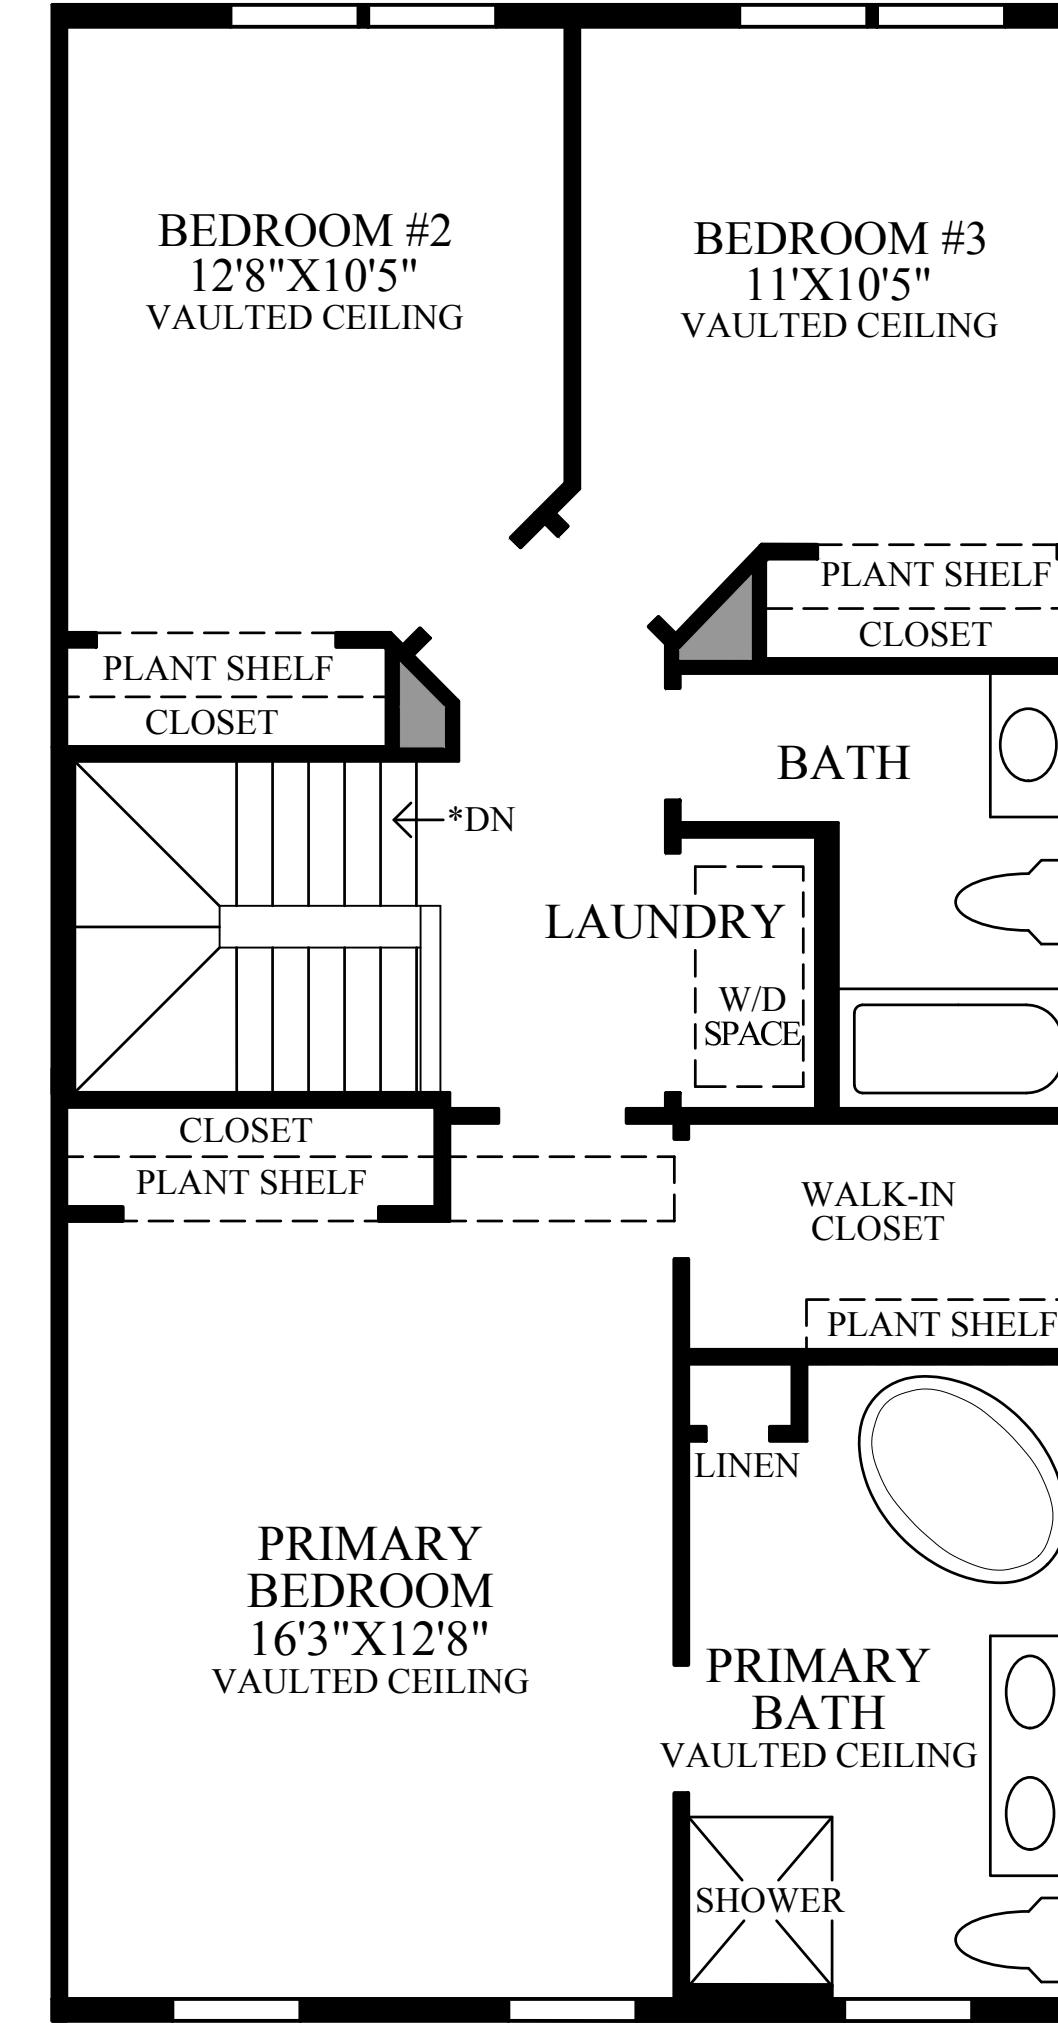 BEDROOM #2
12'8"X10'5"
VAULTED CEILING
BEDROOM #3
11'X10'5"
VAULTED CEILING
PLANT SHELF
CLOSET
PLANT SHELF
CLOSET
BATH
*DN
LAUNDRY
W/D
SPACE
CLOSET
PLANT SHELF
WALK-IN
CLOSET
PLANT SHELF
LINEN
PRIMARY
BEDROOM
16'3"X12'8"
VAULTED CEILING
PRIMARY
BATH
VAULTED CEILING
SHOWER